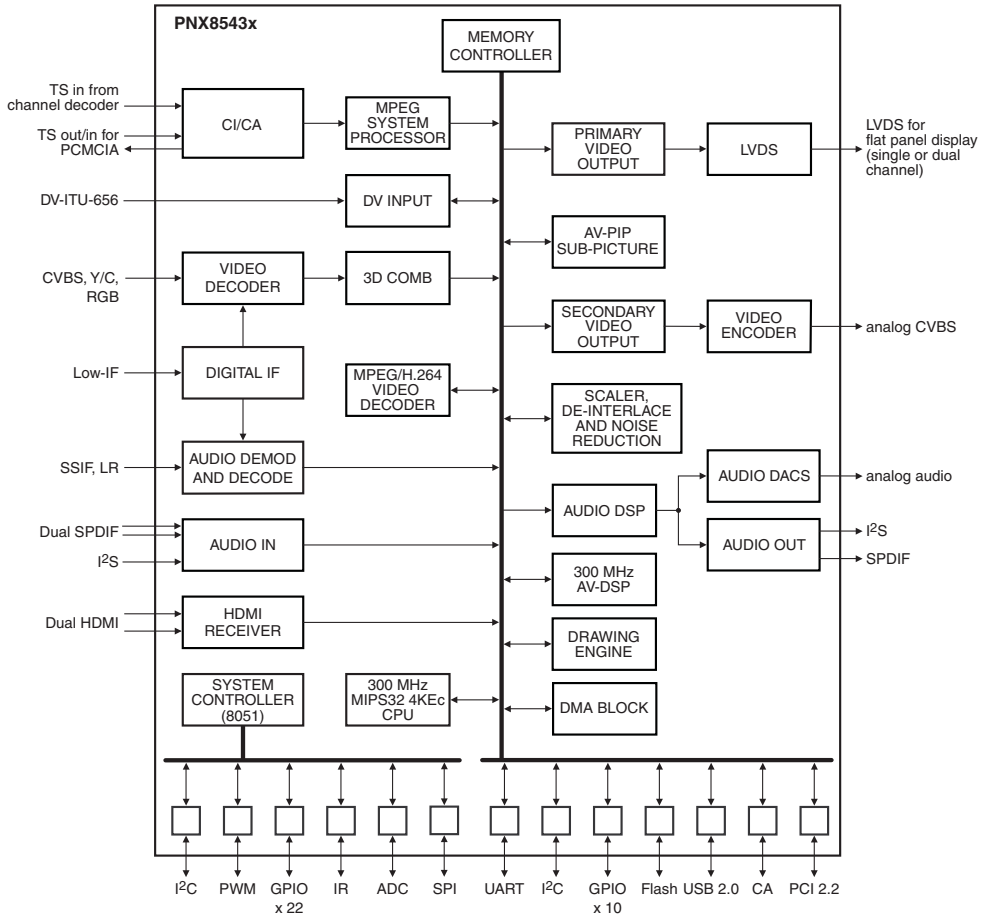 PNX8543x
MEMORY
CONTROLLER
TS in from
channel decoder
TS out/in for
PCMCIA
CI/CA
MPEG
SYSTEM
PROCESSOR
PRIMARY
VIDEO
OUTPUT
LVDS
LVDS for
flat panel display
(single or dual
channel)
DV-ITU-656
DV INPUT
AV-PIP
SUB-PICTURE
CVBS, Y/C,
RGB
VIDEO
DECODER
3D COMB
SECONDARY
VIDEO
OUTPUT
VIDEO
ENCODER
analog CVBS
Low-IF
DIGITAL IF
MPEG/H.264
VIDEO
DECODER
SCALER,
DE-INTERLACE
AND NOISE
REDUCTION
SSIF, LR
AUDIO DEMOD
AND DECODE
AUDIO DSP
AUDIO DACS
analog audio
Dual SPDIF
I²S
AUDIO IN
AUDIO OUT
I²S
SPDIF
300 MHz
AV-DSP
Dual HDMI
HDMI
RECEIVER
DRAWING
ENGINE
SYSTEM
CONTROLLER
(8051)
300 MHz
MIPS32 4KEc
CPU
DMA BLOCK
I²C
PWM
GPIO
x 22
IR
ADC
SPI
UART
I²C
GPIO
x 10
Flash
USB 2.0
CA
PCI 2.2